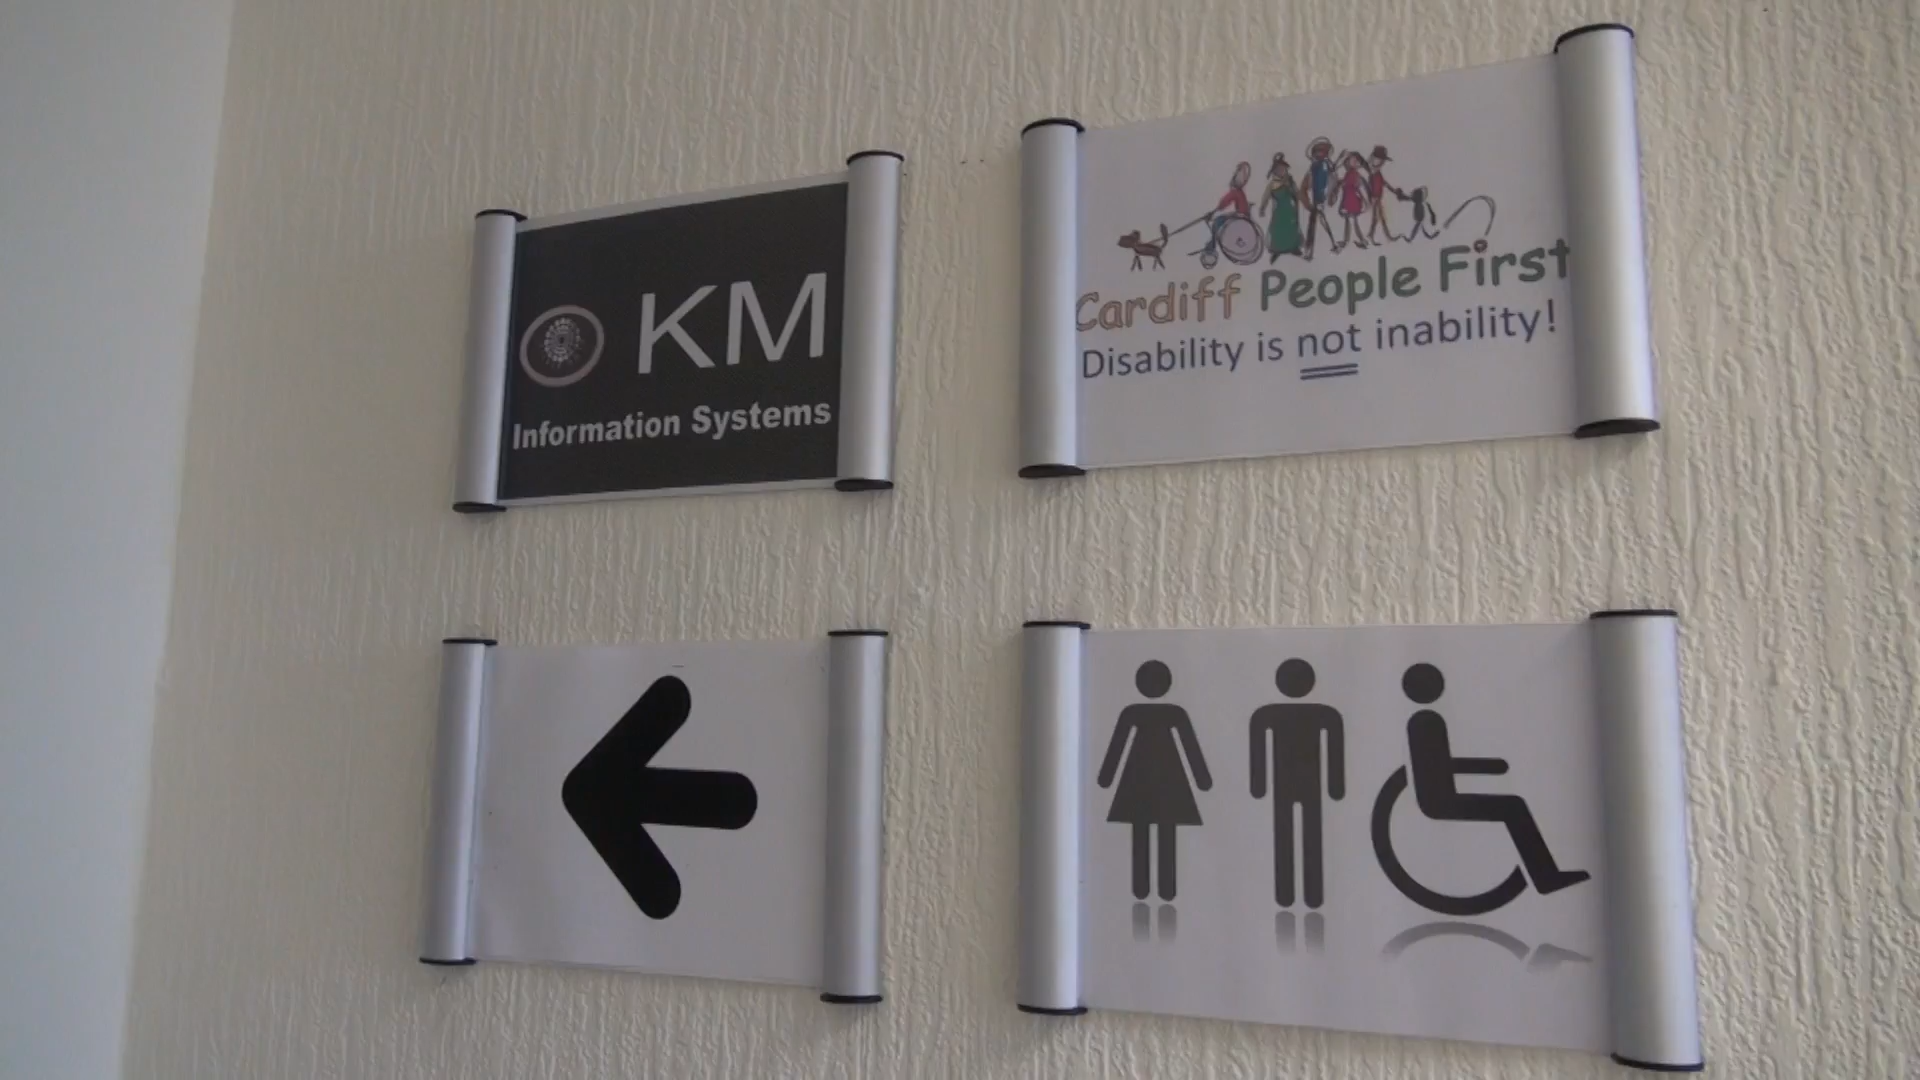 KM
Information Systems
Cardiff People First
Disability is not inability!